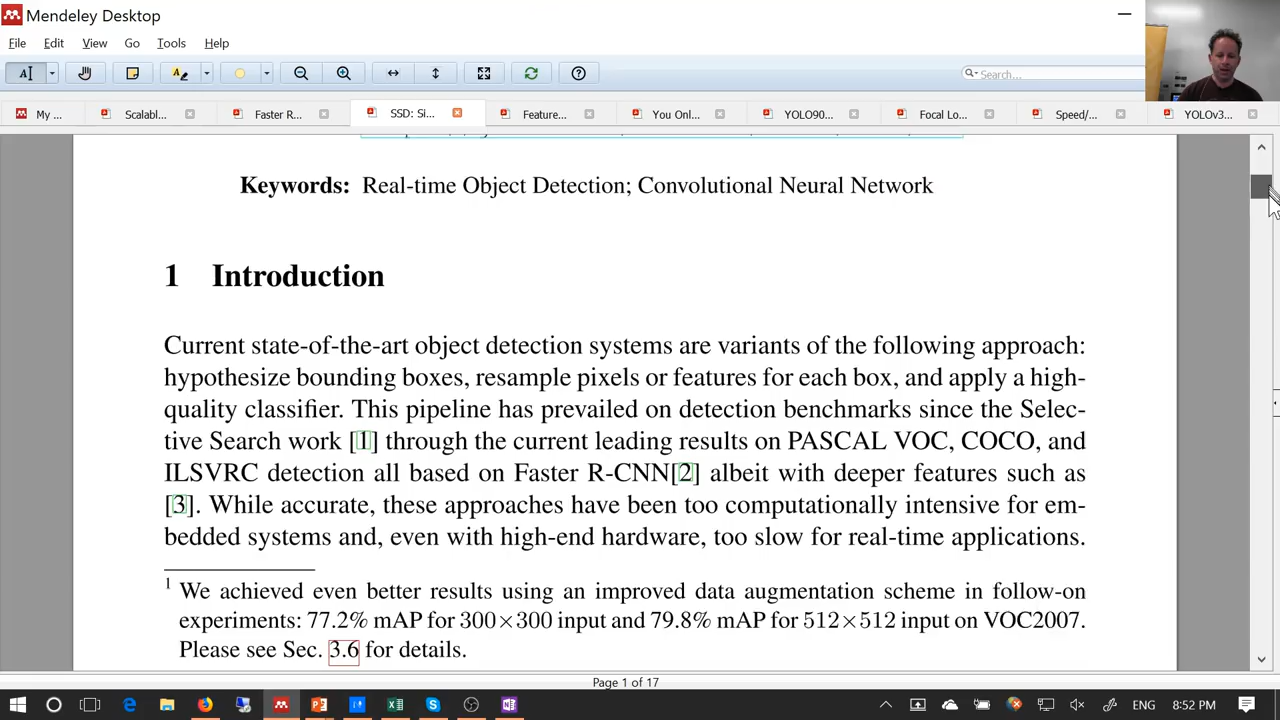 Mendeley Desktop
File Edit View Go Tools Help
Search...
My ...
Scalabl...
Faster R...
SSD: Si...
Feature...
You Onl...
YOLO90...
Focal Lo...
Speed/...
YOLOv3...
Keywords: Real-time Object Detection; Convolutional Neural Network
1 Introduction
Current state-of-the-art object detection systems are variants of the following approach:
hypothesize bounding boxes, resample pixels or features for each box, and apply a high-
quality classifier. This pipeline has prevailed on detection benchmarks since the Selec-
tive Search work [1] through the current leading results on PASCAL VOC, COCO, and
ILSVRC detection all based on Faster R-CNN[2] albeit with deeper features such as
[3]. While accurate, these approaches have been too computationally intensive for em-
bedded systems and, even with high-end hardware, too slow for real-time applications.
1 We achieved even better results using an improved data augmentation scheme in follow-on
experiments: 77.2% mAP for 300×300 input and 79.8% mAP for 512×512 input on VOC2007.
Please see Sec. 3.6 for details.
Page 1 of 17
ENG 8:52 PM